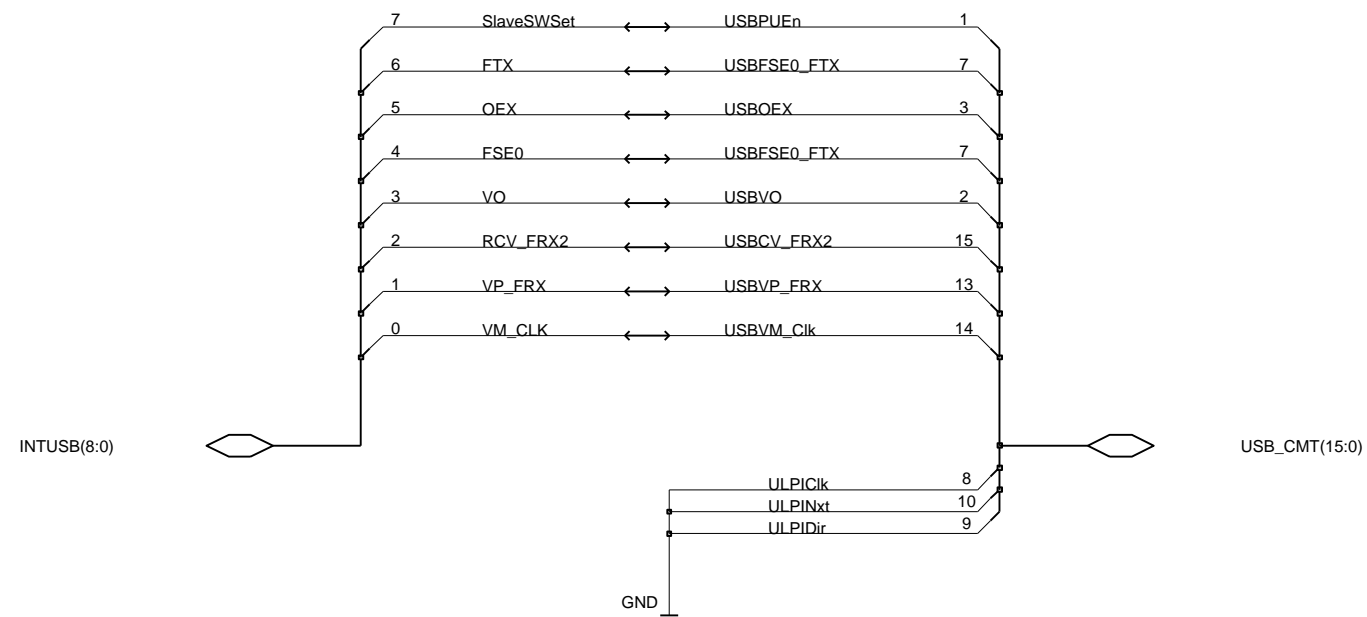 7 SlaveSWSet USBPUEn 1
6 FTX USBFSE0_FTX 7
5 OEX USBOEX 3
4 FSE0 USBFSE0_FTX 7
3 VO USBVO 2
2 RCV_FRX2 USBCV_FRX2 15
1 VP_FRX USBVP_FRX 13
0 VM_CLK USBVM_Clk 14
INTUSB(8:0) USB_CMT(15:0)
ULPIClk 8
ULPINxt 10
ULPIDir 9
GND